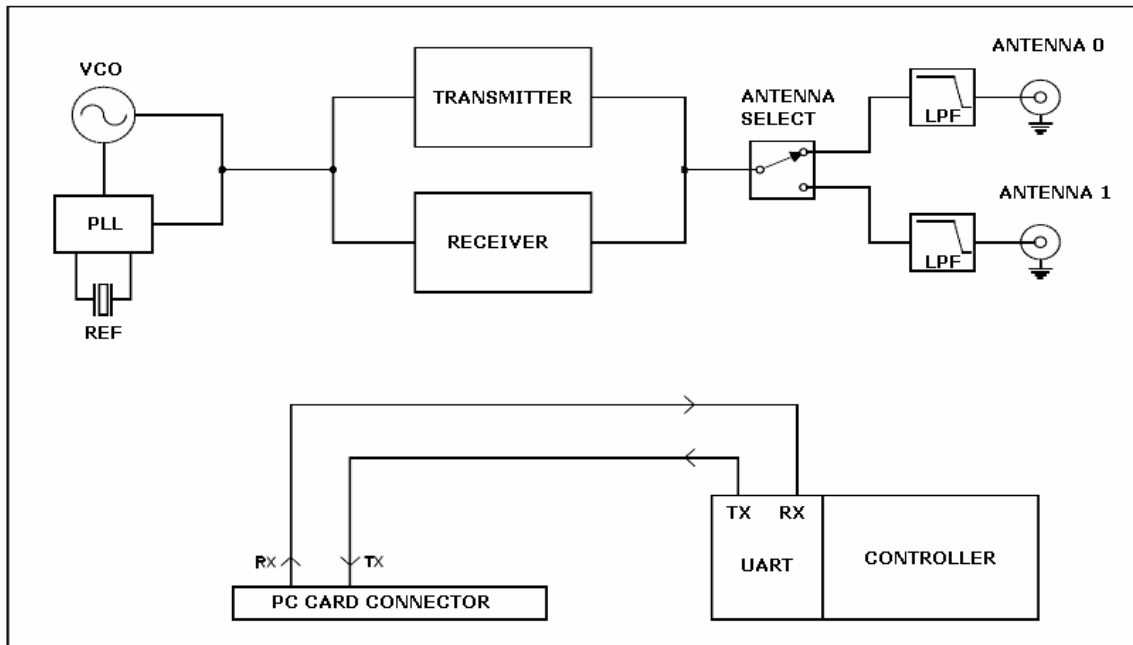 VCO
PLL
REF
TRANSMITTER
RECEIVER
ANTENNA
SELECT
LPF
ANTENNA 0
LPF
ANTENNA 1
RX
TX
PC CARD CONNECTOR
TX RX
UART
CONTROLLER